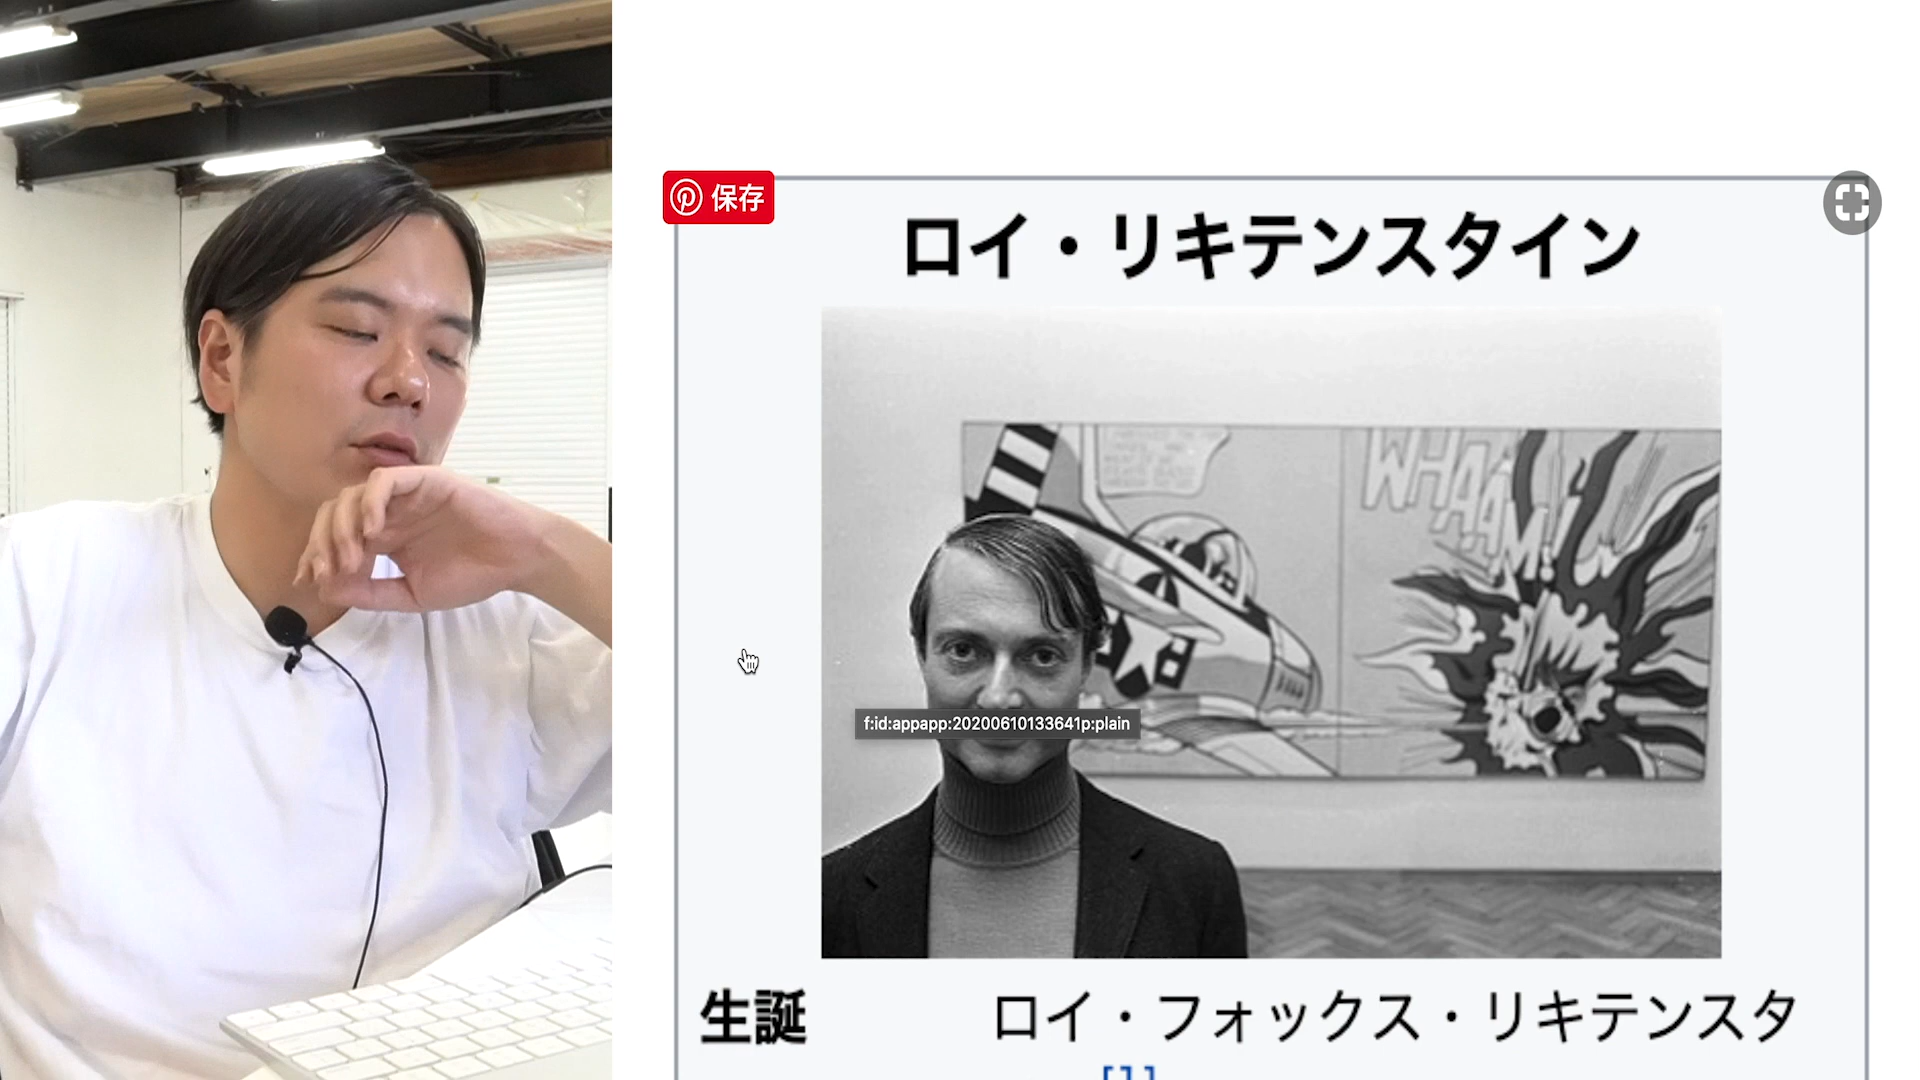 保存
ロイ・リキテンスタイン
WHAAM!
f:id:appapp:20200610133641p:plain
生誕 ロイ・フォックス・リキテンスタ
[1]